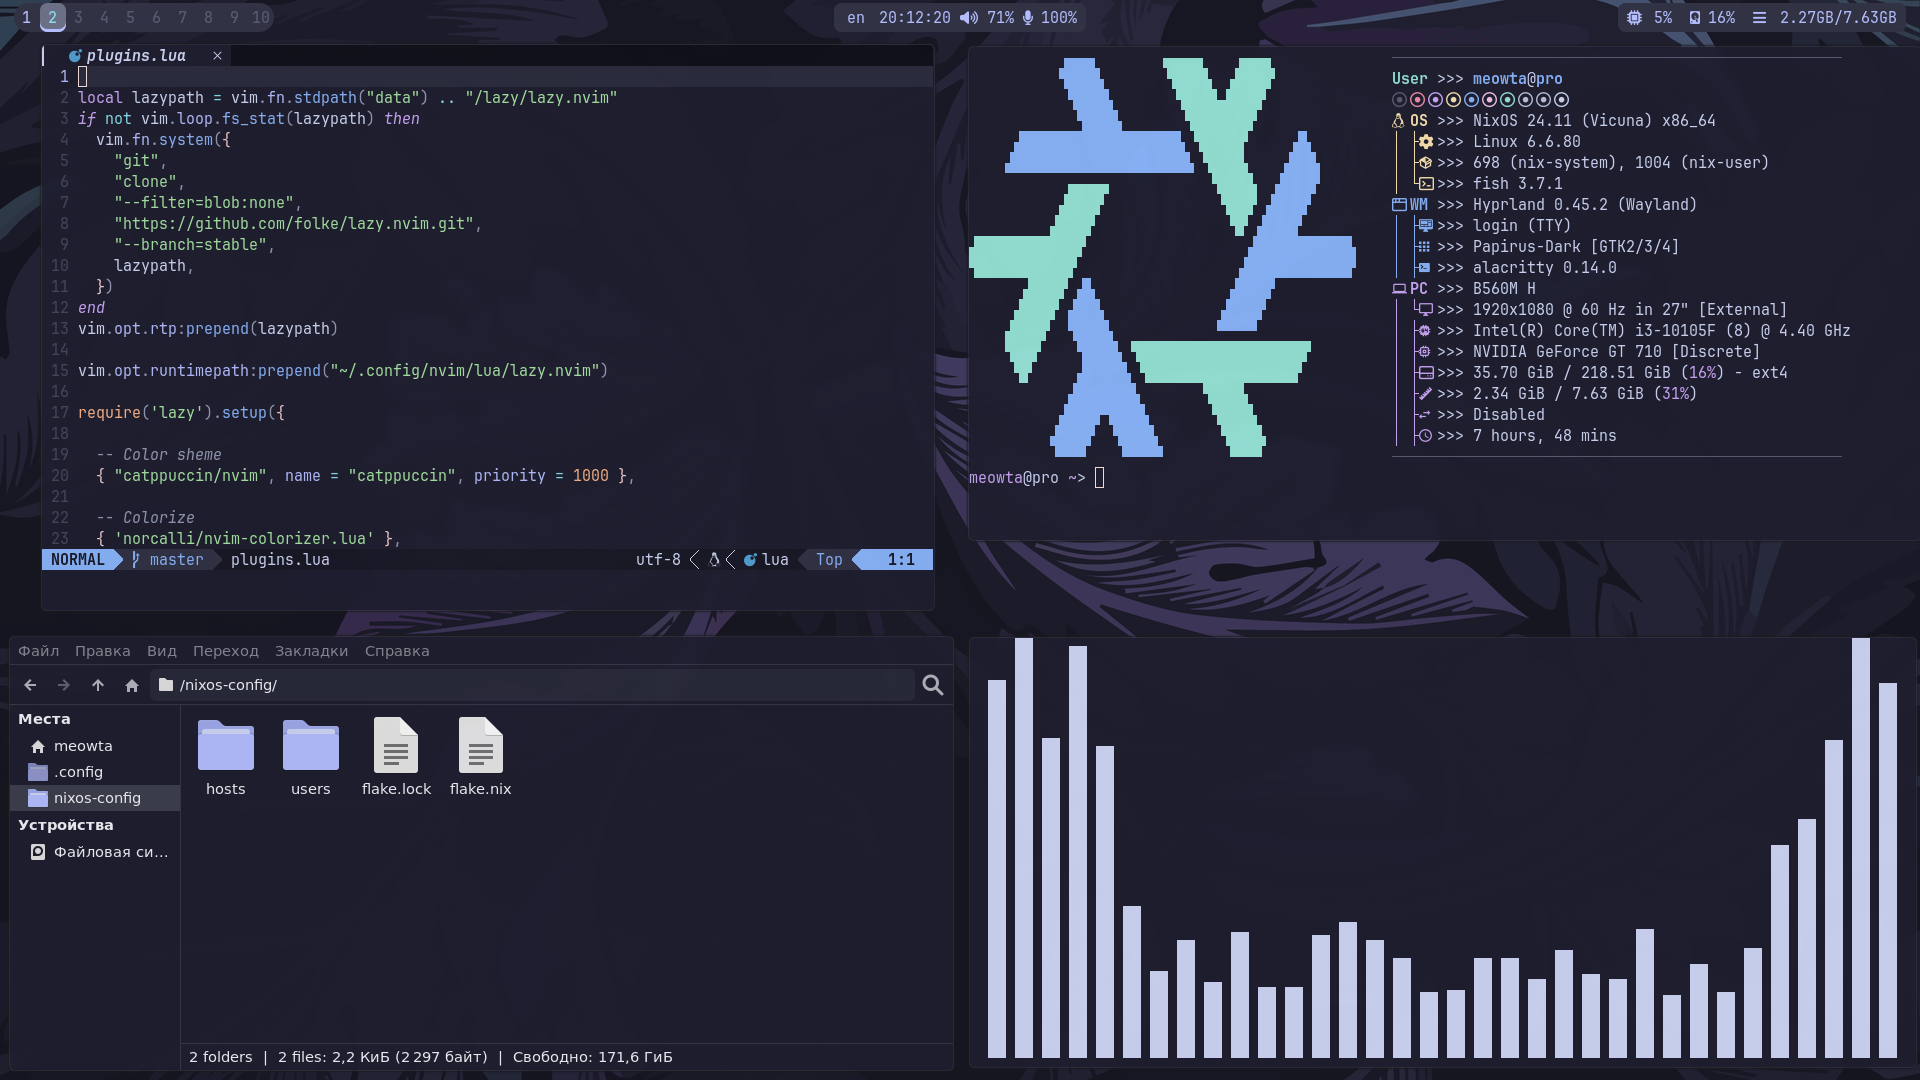 1 2 3 4 5 6 7 8 9 10
en 20:12:20 71% 100%
5% 16% 2.27GB/7.63GB
plugins.lua ×
1
2 local lazypath = vim.fn.stdpath("data") .. "/lazy/lazy.nvim"
3 if not vim.loop.fs_stat(lazypath) then
4 vim.fn.system({
5 "git",
6 "clone",
7 "--filter=blob:none",
8 "https://github.com/folke/lazy.nvim.git",
9 "--branch=stable",
10 lazypath,
11 })
12 end
13 vim.opt.rtp:prepend(lazypath)
14
15 vim.opt.runtimepath:prepend("~/.config/nvim/lua/lazy.nvim")
16
17 require('lazy').setup({
18
19 -- Color sheme
20 { "catppuccin/nvim", name = "catppuccin", priority = 1000 },
21
22 -- Colorize
23 { 'norcalli/nvim-colorizer.lua' },
NORMAL master plugins.lua utf-8 lua Top 1:1
User >>> meowta@pro
OS >>> NixOS 24.11 (Vicuna) x86_64
>>> Linux 6.6.80
>>> 698 (nix-system), 1004 (nix-user)
>>> fish 3.7.1
WM >>> Hyprland 0.45.2 (Wayland)
>>> login (TTY)
>>> Papirus-Dark [GTK2/3/4]
>>> alacritty 0.14.0
PC >>> B560M H
>>> 1920x1080 @ 60 Hz in 27" [External]
>>> Intel(R) Core(TM) i3-10105F (8) @ 4.40 GHz
>>> NVIDIA GeForce GT 710 [Discrete]
>>> 35.70 GiB / 218.51 GiB (16%) - ext4
>>> 2.34 GiB / 7.63 GiB (31%)
>>> Disabled
>>> 7 hours, 48 mins
meowta@pro ~>
Файл Правка Вид Переход Закладки Справка
/nixos-config/
Места
meowta
.config
nixos-config
Устройства
Файловая си...
hosts users flake.lock flake.nix
2 folders | 2 files: 2,2 КиБ (2 297 байт) | Свободно: 171,6 ГиБ